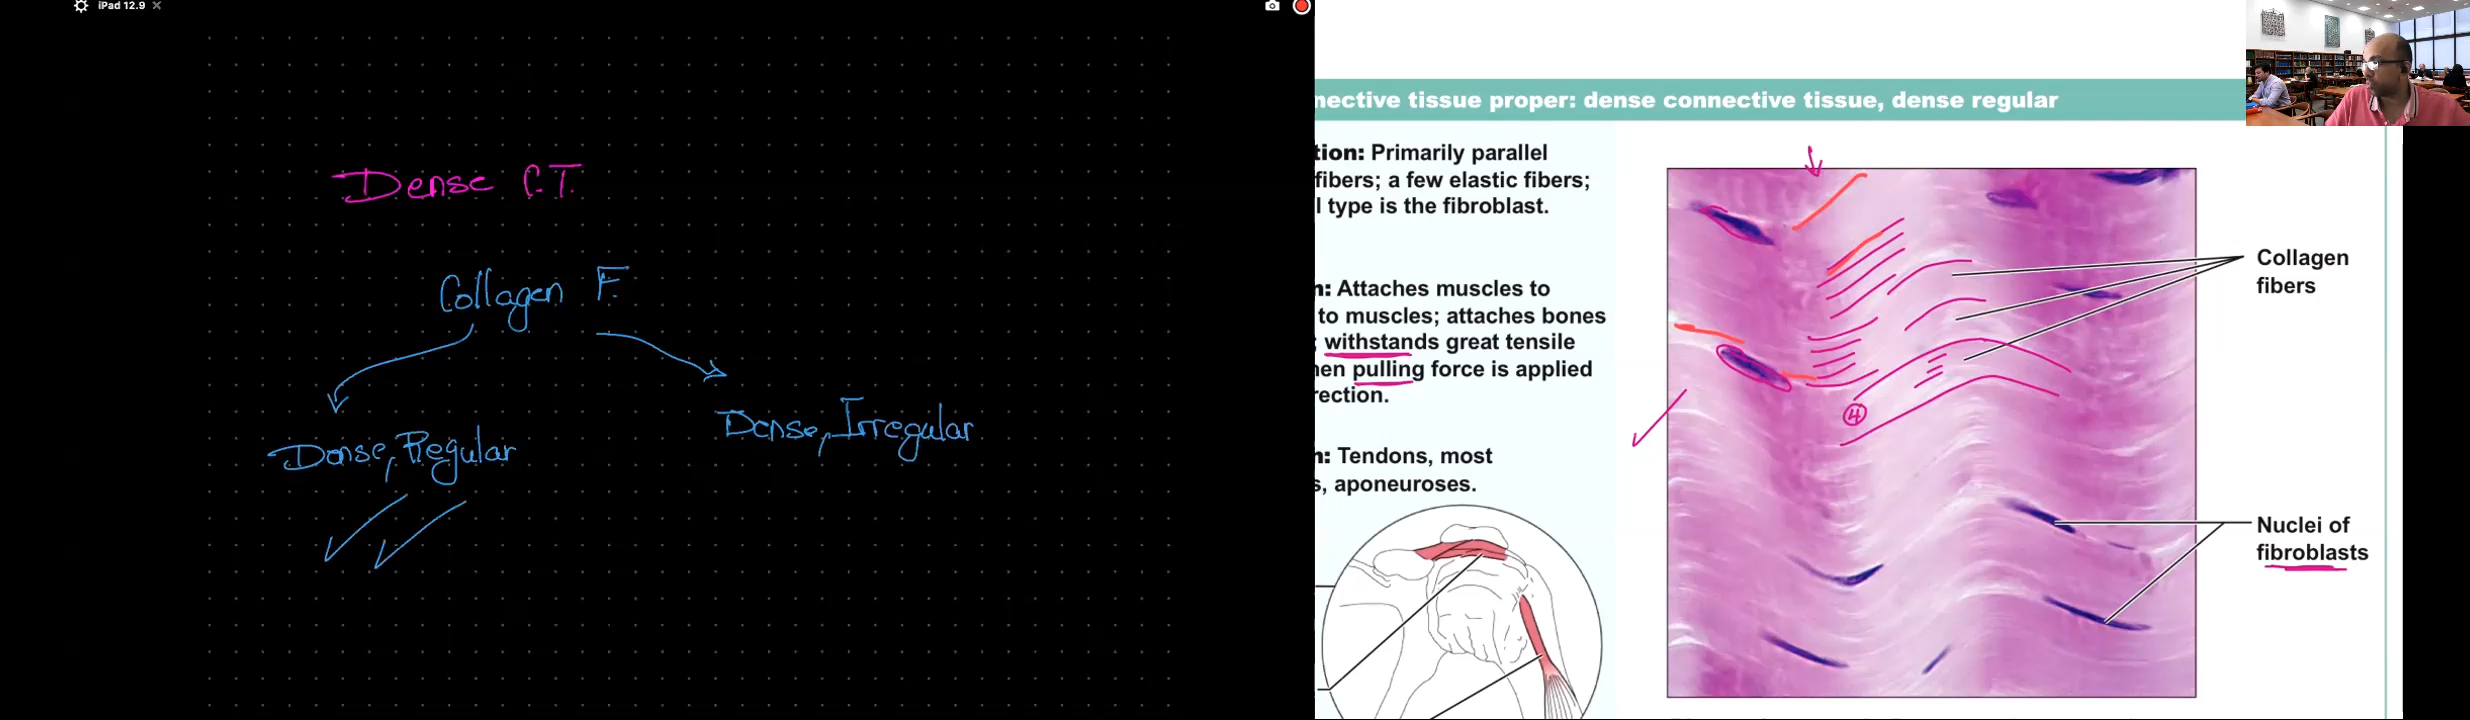 iPad 12.9
Dense C.T.
Collagen F.
Dense, Regular
Dense, Irregular
nective tissue proper: dense connective tissue, dense regular
tion: Primarily parallel
fibers; a few elastic fibers;
l type is the fibroblast.
n: Attaches muscles to
to muscles; attaches bones
; withstands great tensile
hen pulling force is applied
rection.
n: Tendons, most
s, aponeuroses.
4
Collagen
fibers
Nuclei of
fibroblasts